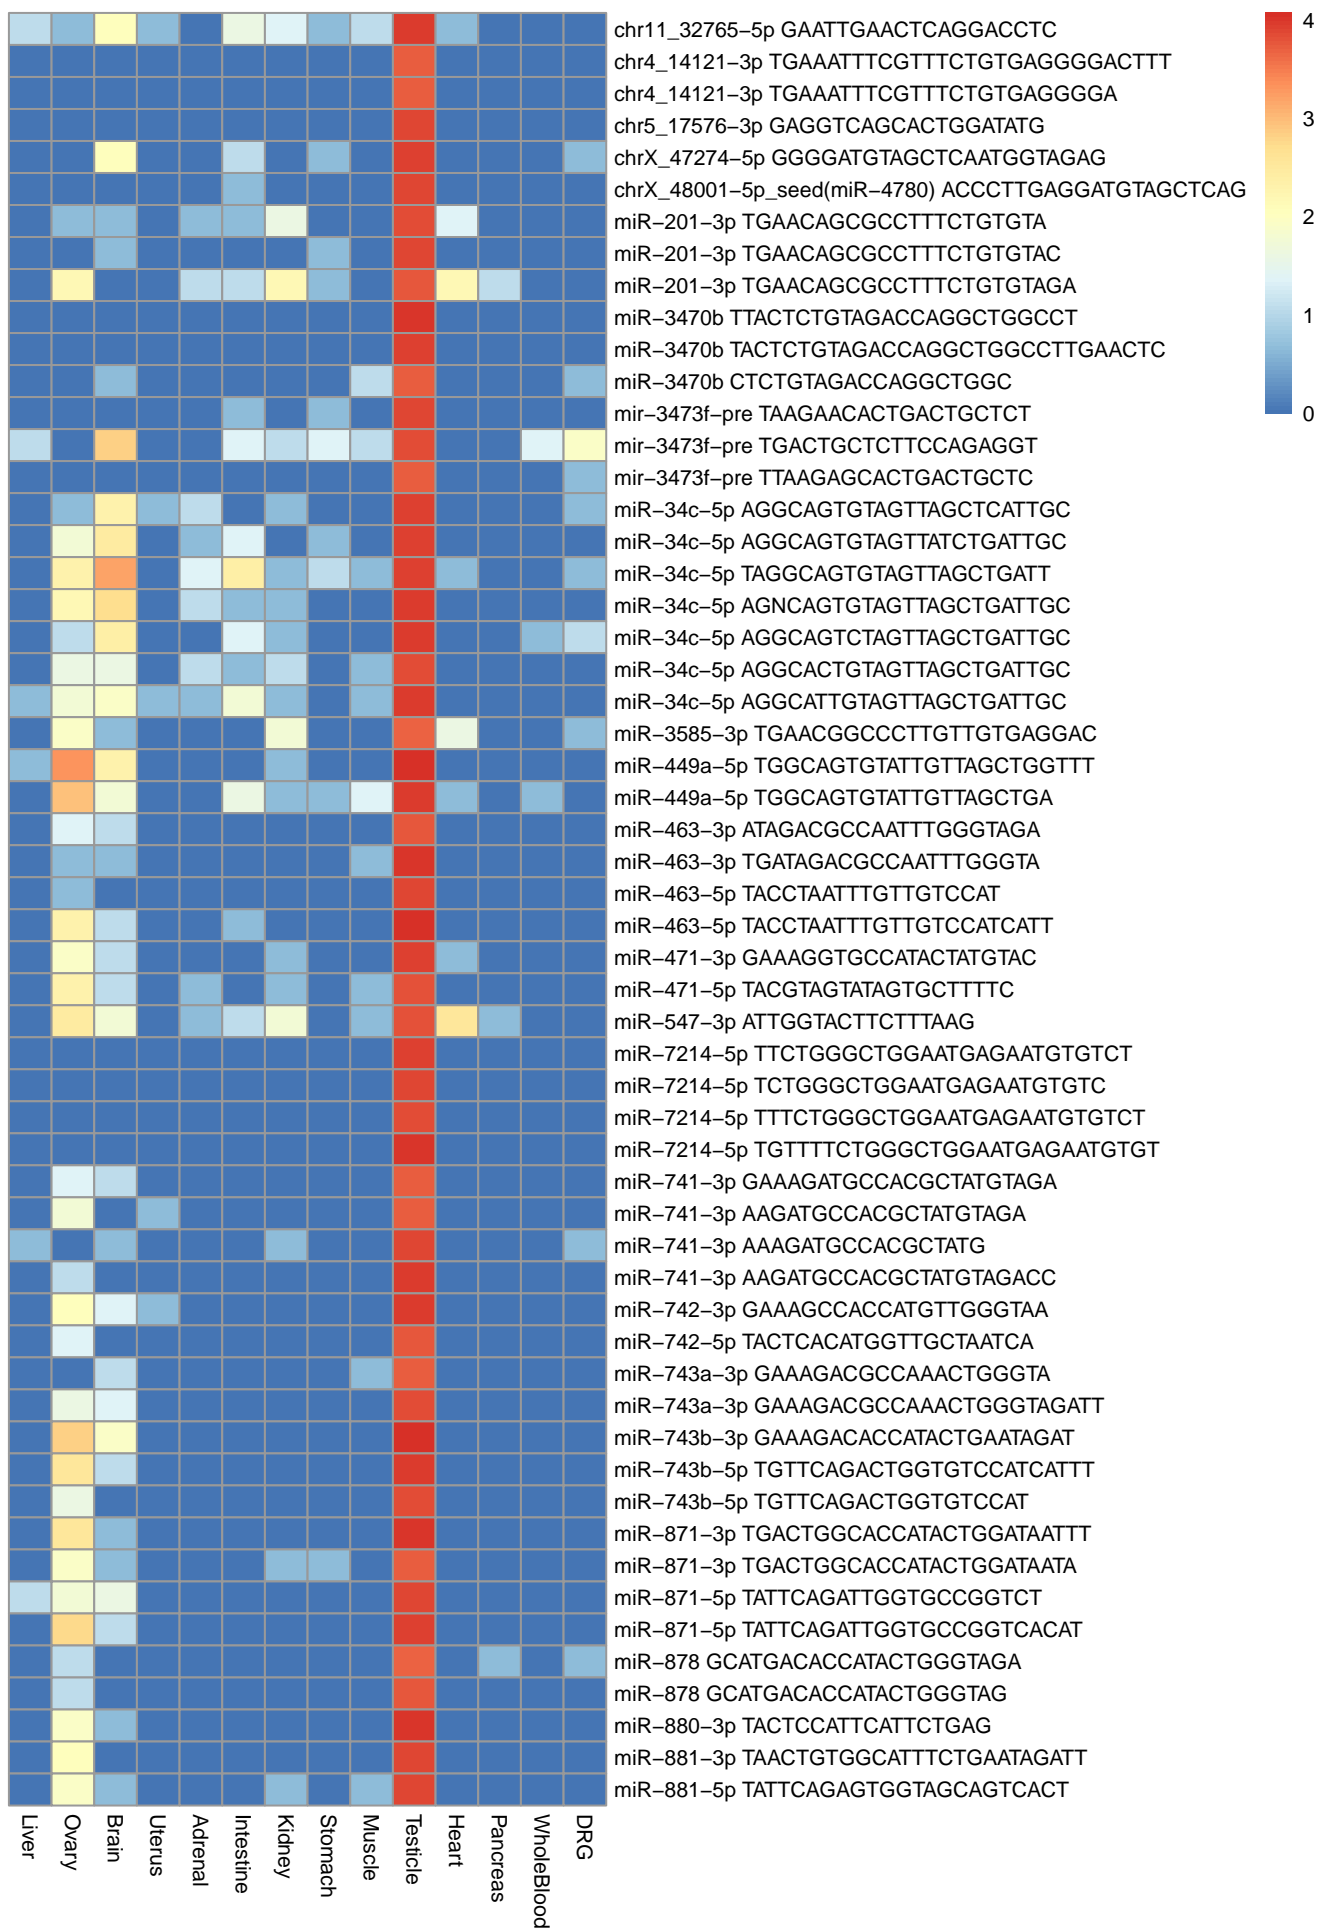 chr11_32765−5p GAATTGAACTCAGGACCTC
chr4_14121−3p TGAAATTTCGTTTCTGTGAGGGGACTTT
chr4_14121−3p TGAAATTTCGTTTCTGTGAGGGGA
chr5_17576−3p GAGGTCAGCACTGGATATG
chrX_47274−5p GGGGATGTAGCTCAATGGTAGAG
chrX_48001−5p_seed(miR−4780) ACCCTTGAGGATGTAGCTCAG
miR−201−3p TGAACAGCGCCTTTCTGTGTA
miR−201−3p TGAACAGCGCCTTTCTGTGTAC
miR−201−3p TGAACAGCGCCTTTCTGTGTAGA
miR−3470b TTACTCTGTAGACCAGGCTGGCCT
miR−3470b TACTCTGTAGACCAGGCTGGCCTTGAACTC
miR−3470b CTCTGTAGACCAGGCTGGC
mir−3473f−pre TAAGAACACTGACTGCTCT
mir−3473f−pre TGACTGCTCTTCCAGAGGT
mir−3473f−pre TTAAGAGCACTGACTGCTC
miR−34c−5p AGGCAGTGTAGTTAGCTCATTGC
miR−34c−5p AGGCAGTGTAGTTATCTGATTGC
miR−34c−5p TAGGCAGTGTAGTTAGCTGATT
miR−34c−5p AGNCAGTGTAGTTAGCTGATTGC
miR−34c−5p AGGCAGTCTAGTTAGCTGATTGC
miR−34c−5p AGGCACTGTAGTTAGCTGATTGC
miR−34c−5p AGGCATTGTAGTTAGCTGATTGC
miR−3585−3p TGAACGGCCCTTGTTGTGAGGAC
miR−449a−5p TGGCAGTGTATTGTTAGCTGGTTT
miR−449a−5p TGGCAGTGTATTGTTAGCTGA
miR−463−3p ATAGACGCCAATTTGGGTAGA
miR−463−3p TGATAGACGCCAATTTGGGTA
miR−463−5p TACCTAATTTGTTGTCCAT
miR−463−5p TACCTAATTTGTTGTCCATCATT
miR−471−3p GAAAGGTGCCATACTATGTAC
miR−471−5p TACGTAGTATAGTGCTTTTC
miR−547−3p ATTGGTACTTCTTTAAG
miR−7214−5p TTCTGGGCTGGAATGAGAATGTGTCT
miR−7214−5p TCTGGGCTGGAATGAGAATGTGTC
miR−7214−5p TTTCTGGGCTGGAATGAGAATGTGTCT
miR−7214−5p TGTTTTCTGGGCTGGAATGAGAATGTGT
miR−741−3p GAAAGATGCCACGCTATGTAGA
miR−741−3p AAGATGCCACGCTATGTAGA
miR−741−3p AAAGATGCCACGCTATG
miR−741−3p AAGATGCCACGCTATGTAGACC
miR−742−3p GAAAGCCACCATGTTGGGTAA
miR−742−5p TACTCACATGGTTGCTAATCA
miR−743a−3p GAAAGACGCCAAACTGGGTA
miR−743a−3p GAAAGACGCCAAACTGGGTAGATT
miR−743b−3p GAAAGACACCATACTGAATAGAT
miR−743b−5p TGTTCAGACTGGTGTCCATCATTT
miR−743b−5p TGTTCAGACTGGTGTCCAT
miR−871−3p TGACTGGCACCATACTGGATAATTT
miR−871−3p TGACTGGCACCATACTGGATAATA
miR−871−5p TATTCAGATTGGTGCCGGTCT
miR−871−5p TATTCAGATTGGTGCCGGTCACAT
miR−878 GCATGACACCATACTGGGTAGA
miR−878 GCATGACACCATACTGGGTAG
miR−880−3p TACTCCATTCATTCTGAG
miR−881−3p TAACTGTGGCATTTCTGAATAGATT
miR−881−5p TATTCAGAGTGGTAGCAGTCACT
Liver
Ovary
Brain
Uterus
Adrenal
Intestine
Kidney
Stomach
Muscle
Testicle
Heart
Pancreas
WholeBlood
DRG
4
3
2
1
0